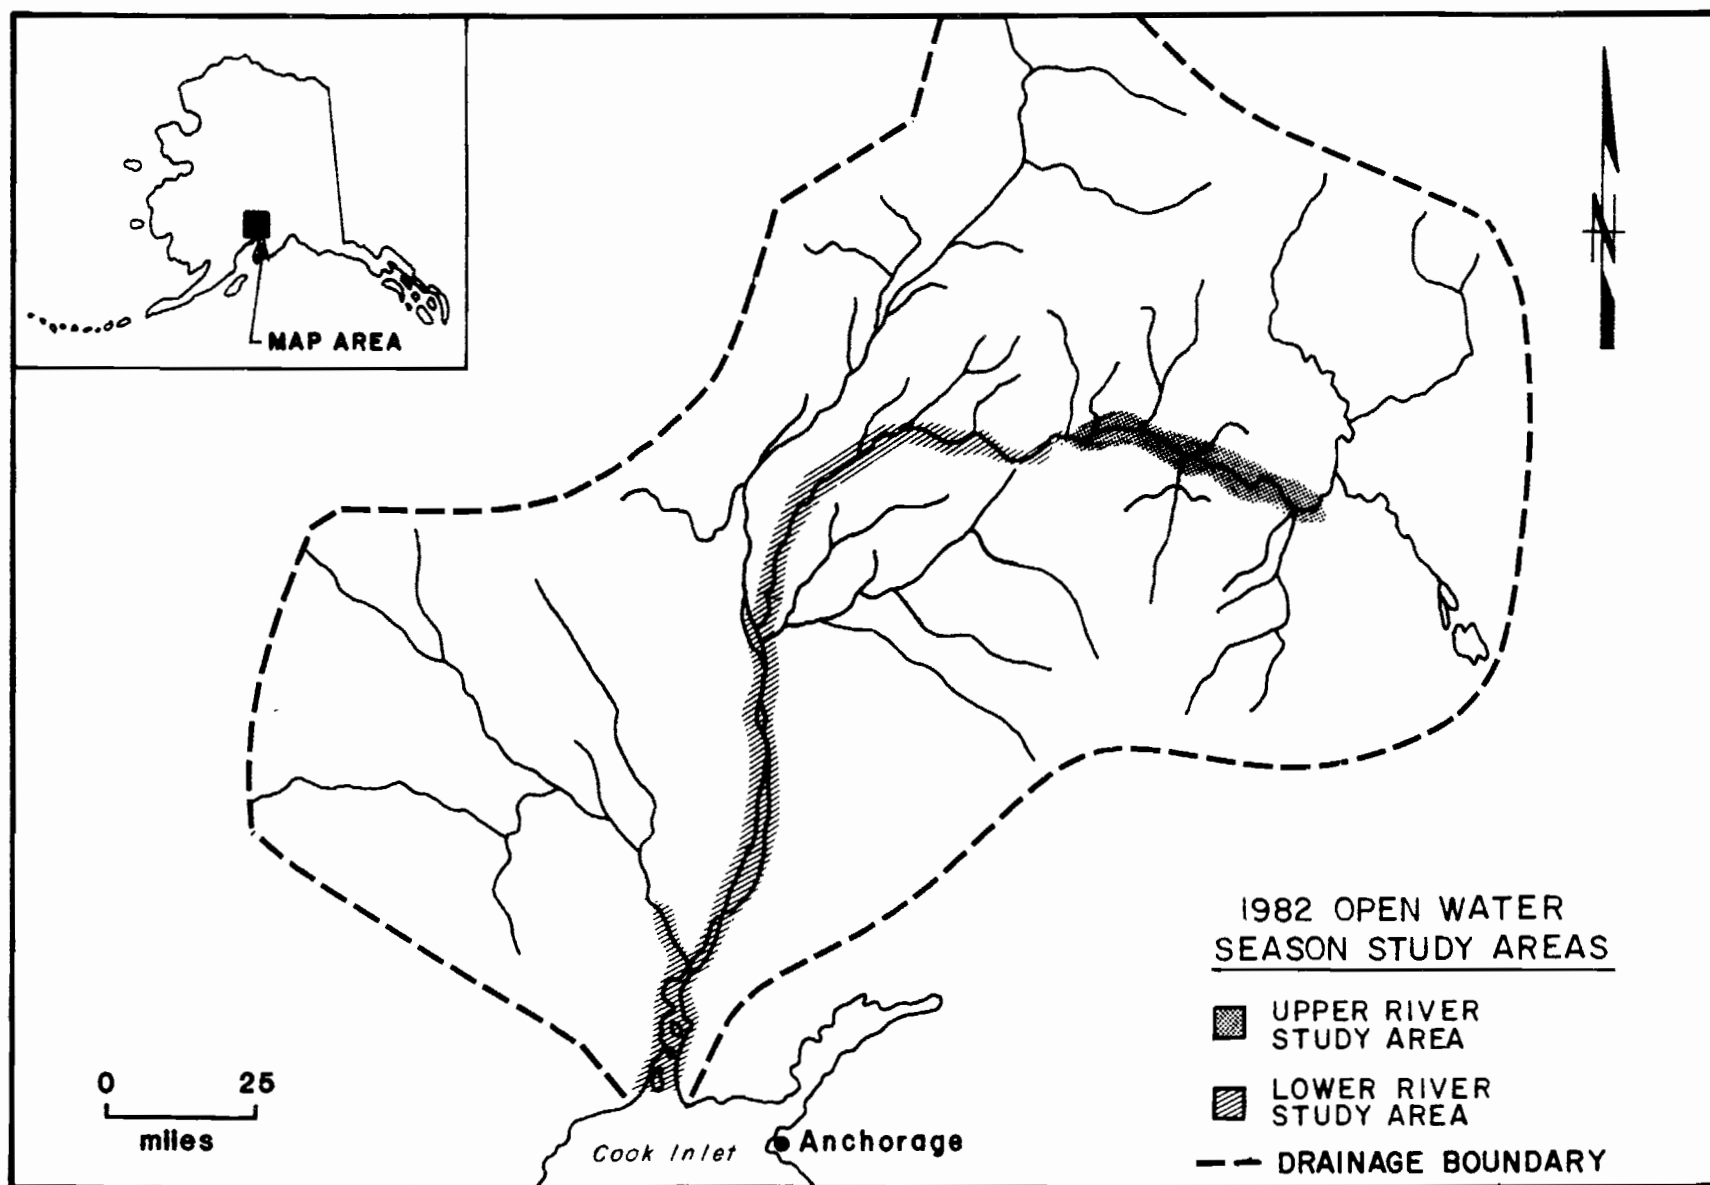 MAP AREA
N
1982 OPEN WATER
SEASON STUDY AREAS
UPPER RIVER
STUDY AREA
LOWER RIVER
STUDY AREA
DRAINAGE BOUNDARY
0 25
miles
Cook Inlet
Anchorage